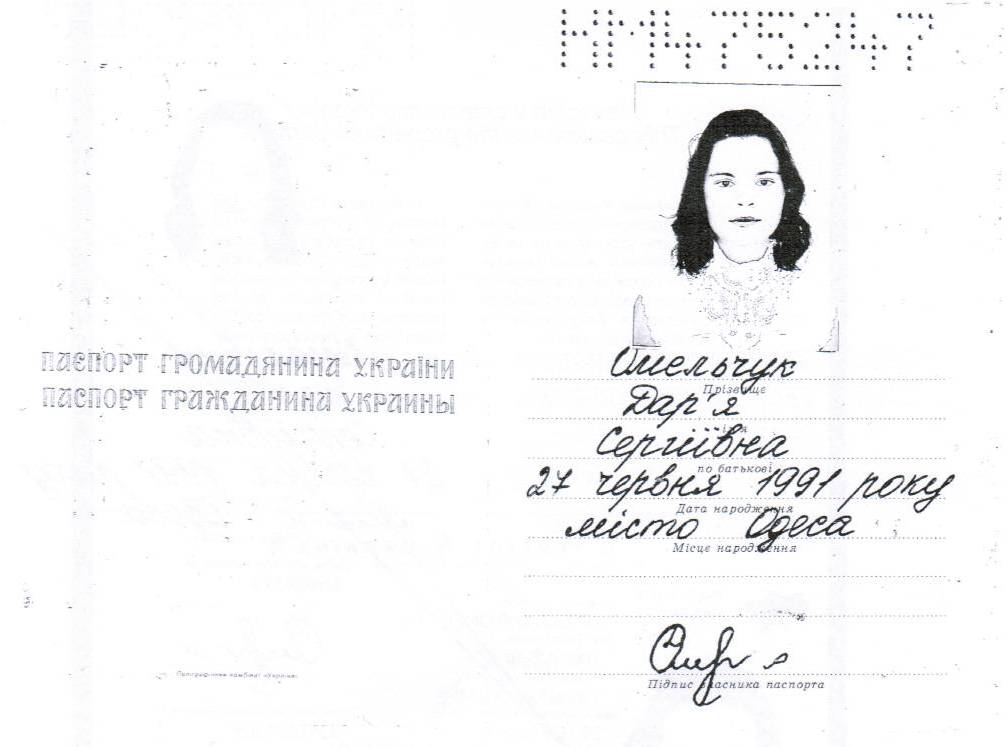 КМ475247
ПАСПОРТ ГРОМАДЯНИНА УКРАЇНИ
ПАСПОРТ ГРАЖДАНИНА УКРАИНЫ
Поліграфічний комбінат «Україна»
Омельчук
Прізвище
Дар'я
Ім'я
Сергіївна
по батькові
27 червня 1991 року
Дата народження
місто Одеса
Місце народження
Підпис власника паспорта